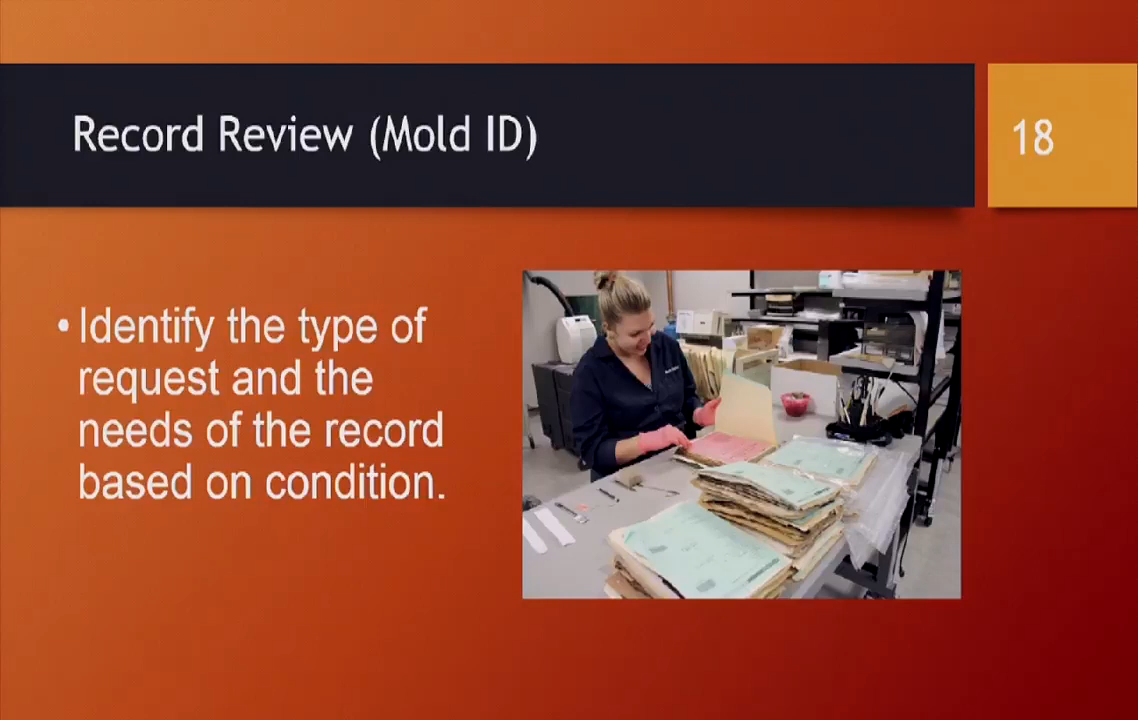 Record Review (Mold ID)
18
•Identify the type of
request and the
needs of the record
based on condition.